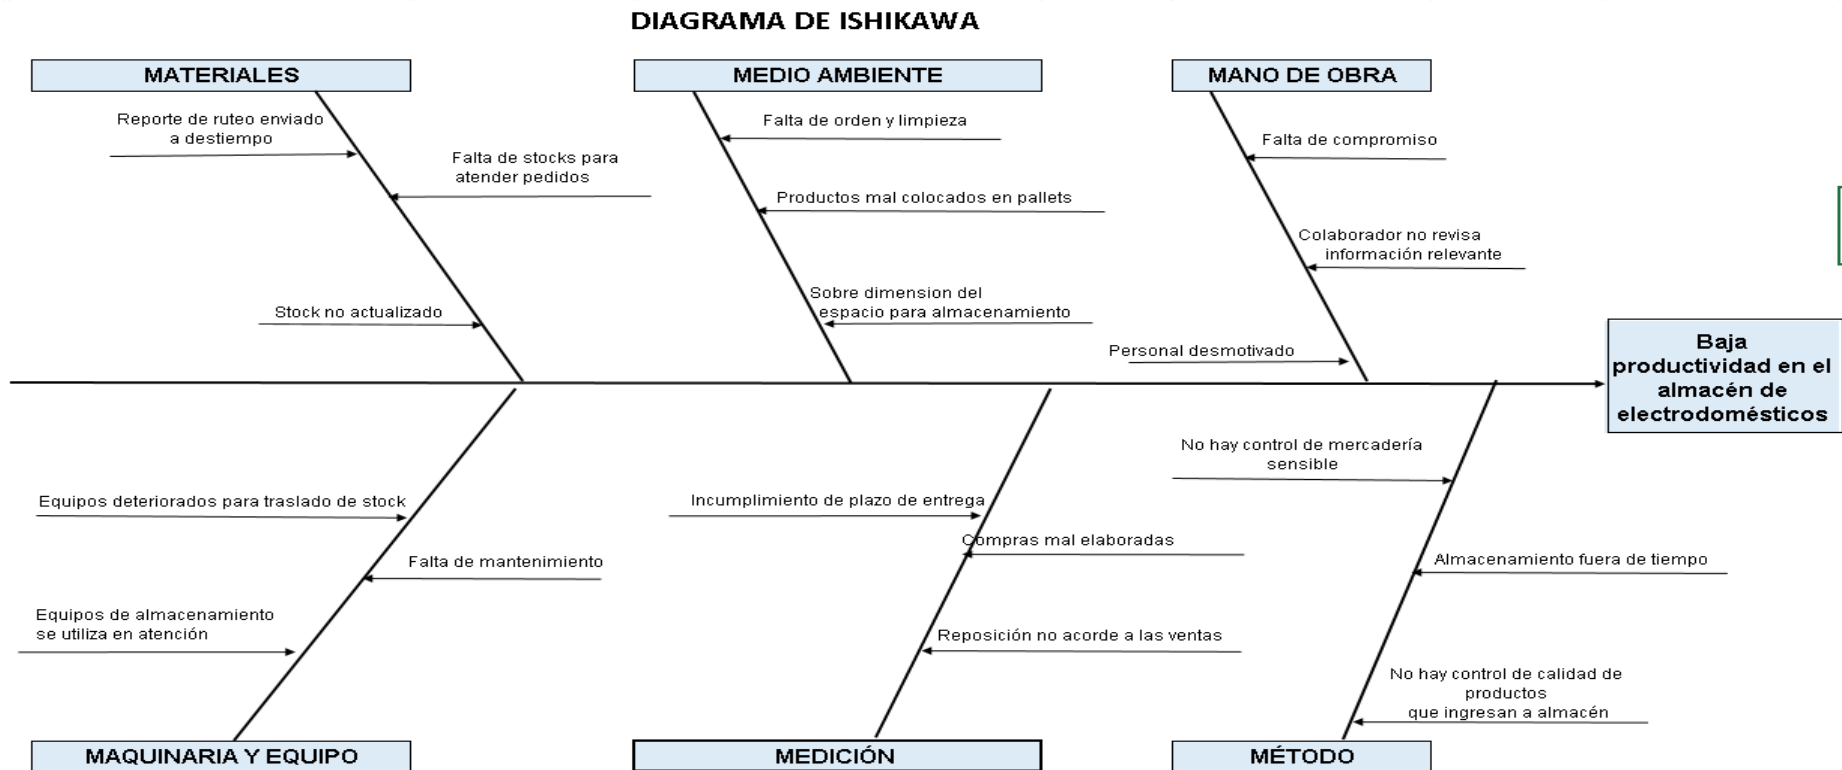 DIAGRAMA DE ISHIKAWA
MATERIALES
MEDIO AMBIENTE
MANO DE OBRA
Reporte de ruteo enviado
a destiempo
Falta de stocks para
atender pedidos
Stock no actualizado
Falta de orden y limpieza
Productos mal colocados en pallets
Sobre dimension del
espacio para almacenamiento
Falta de compromiso
Colaborador no revisa
información relevante
Personal desmotivado
Baja
productividad en el
almacén de
electrodomésticos
Equipos deteriorados para traslado de stock
Falta de mantenimiento
Equipos de almacenamiento
se utiliza en atención
Incumplimiento de plazo de entrega
Compras mal elaboradas
Reposición no acorde a las ventas
No hay control de mercadería
sensible
Almacenamiento fuera de tiempo
No hay control de calidad de
productos
que ingresan a almacén
MAQUINARIA Y EQUIPO
MEDICIÓN
MÉTODO